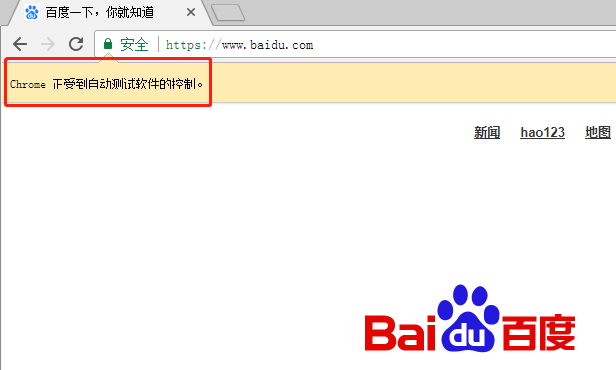 百度一下，你就知道
安全 https://www.baidu.com
Chrome 正受到自动测试软件的控制。
新闻 hao123 地图
Bai du 百度